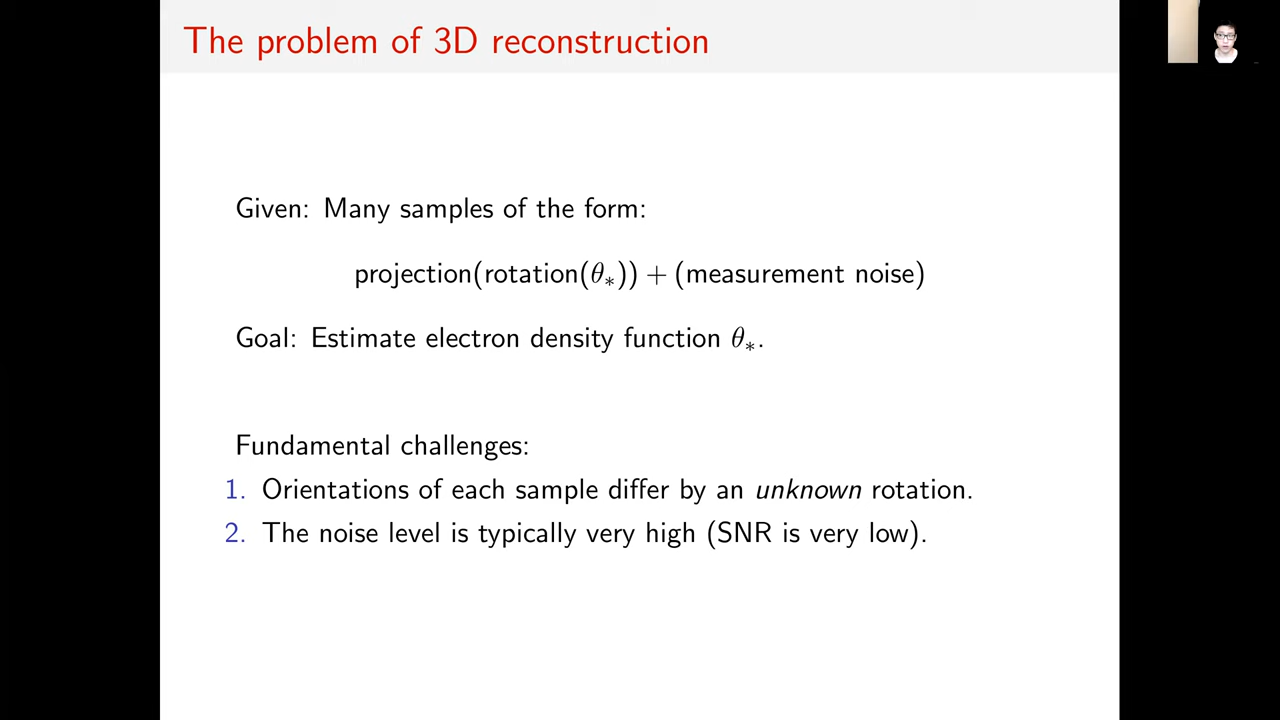 The problem of 3D reconstruction
Given: Many samples of the form:
projection(rotation(θ∗)) + (measurement noise)
Goal: Estimate electron density function θ∗.
Fundamental challenges:
1. Orientations of each sample differ by an unknown rotation.
2. The noise level is typically very high (SNR is very low).